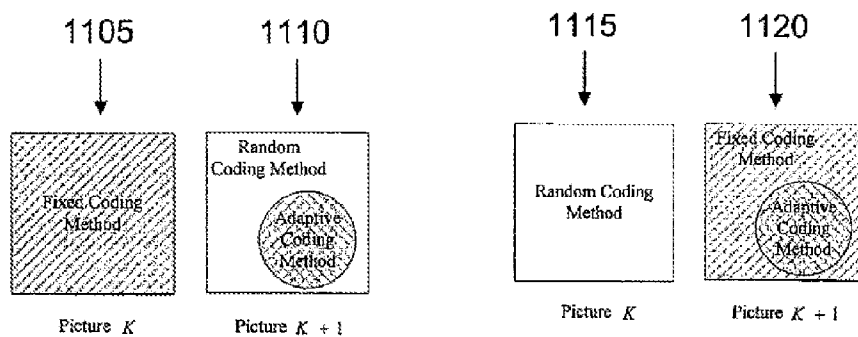 1105
1110
1115
1120
Fixed Coding
Method
Random
Coding Method
Adaptive
Coding
Method
Random Coding
Method
Fixed Coding
Method
Adaptive
Coding
Method
Picture K
Picture K + 1
Picture K
Picture K + 1